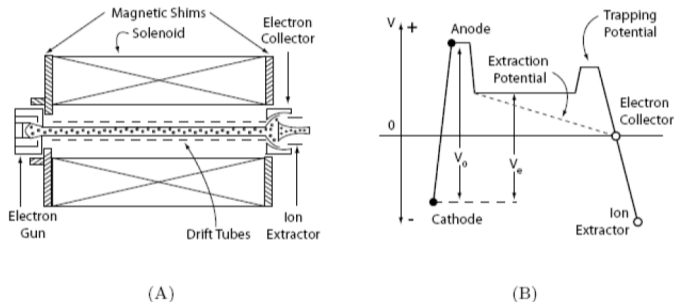 Magnetic Shims
Solenoid
Electron
Collector
Electron
Gun
Drift Tubes
Ion
Extractor
(A)
V
+
Anode
Trapping
Potential
Extraction
Potential
Electron
Collector
0
Vo
Ve
-
Cathode
Ion
Extractor
(B)